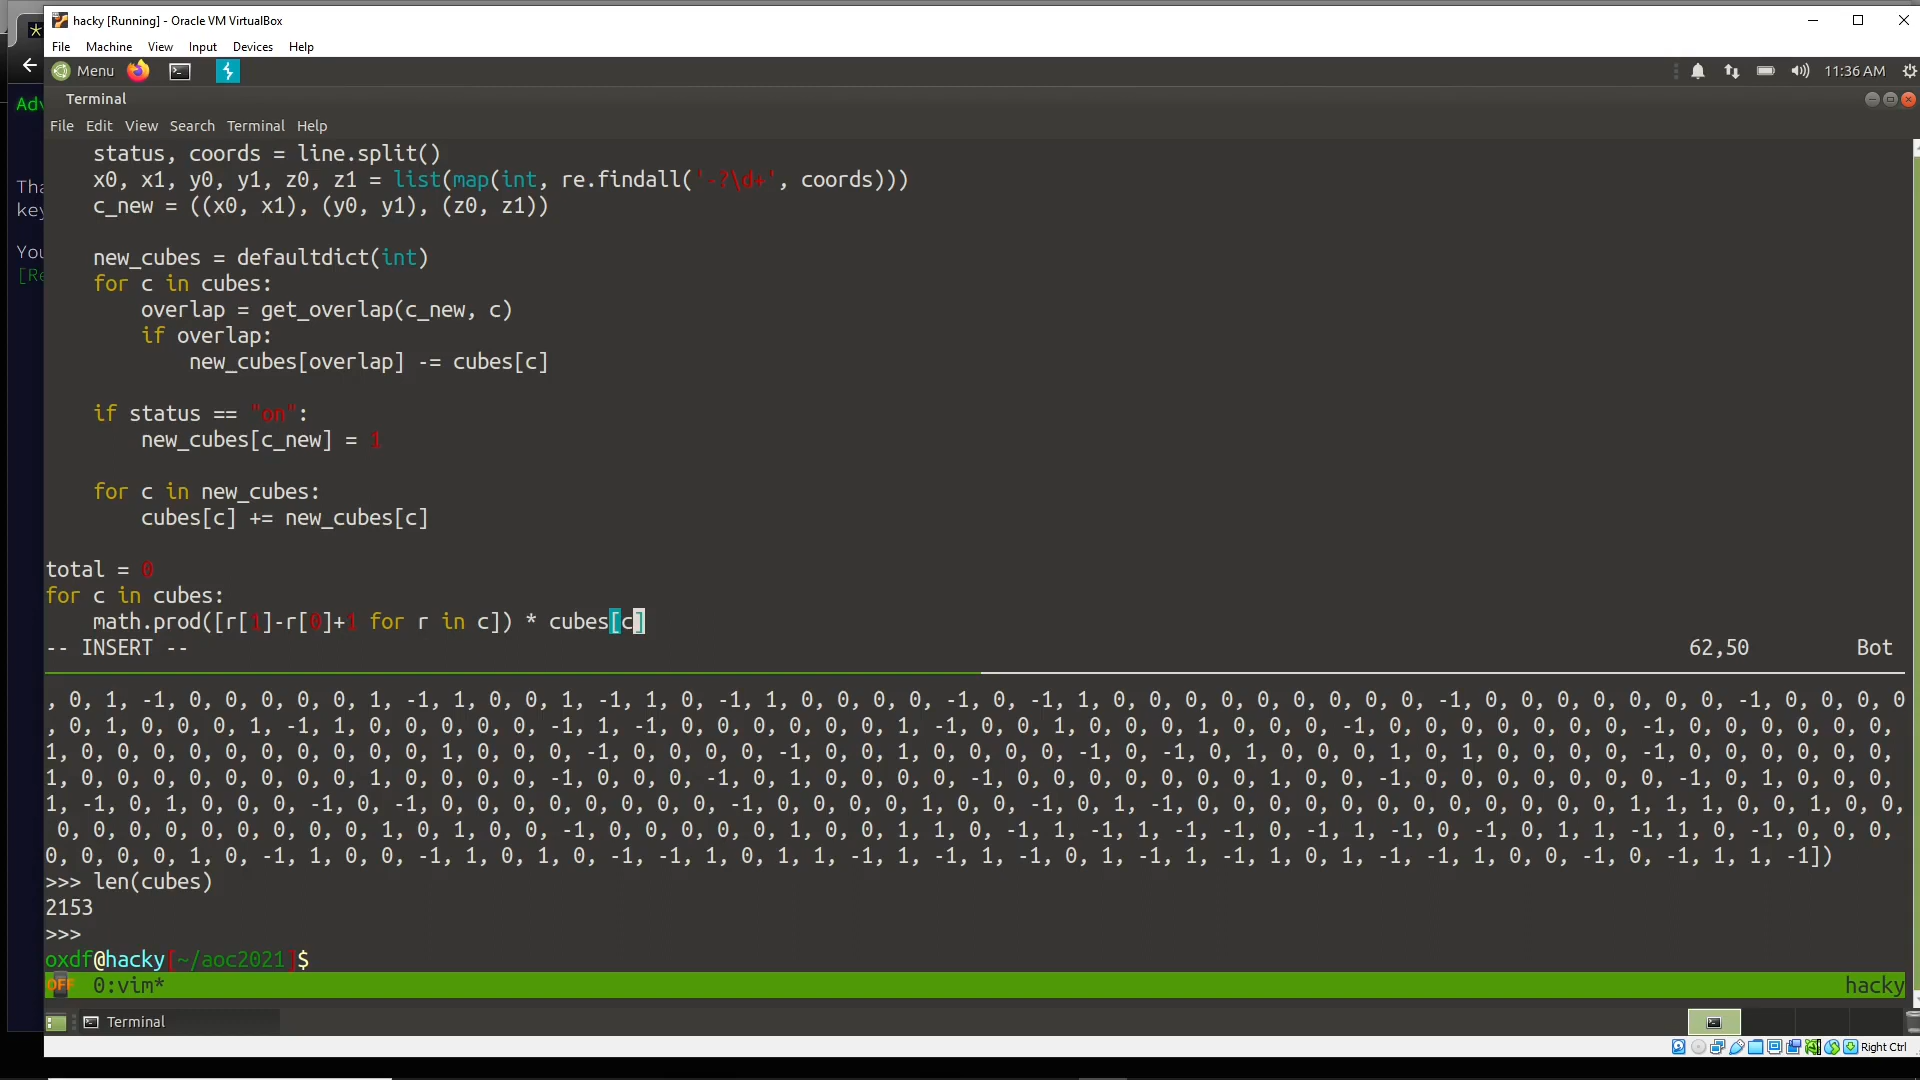 hacky [Running] - Oracle VM VirtualBox
File Machine View Input Devices Help
Menu
11:36 AM
Terminal
File Edit View Search Terminal Help
status, coords = line.split()
x0, x1, y0, y1, z0, z1 = list(map(int, re.findall('-?\d+', coords)))
c_new = ((x0, x1), (y0, y1), (z0, z1))
new_cubes = defaultdict(int)
for c in cubes:
overlap = get_overlap(c_new, c)
if overlap:
new_cubes[overlap] -= cubes[c]
if status == "on":
new_cubes[c_new] = 1
for c in new_cubes:
cubes[c] += new_cubes[c]
total = 0
for c in cubes:
math.prod([r[1]-r[0]+1 for r in c]) * cubes[c]
-- INSERT -- 62,50 Bot
, 0, 1, -1, 0, 0, 0, 0, 0, 1, -1, 1, 0, 0, 1, -1, 1, 0, -1, 1, 0, 0, 0, 0, -1, 0, -1, 1, 0, 0, 0, 0, 0, 0, 0, 0, 0, -1, 0, 0, 0, 0, 0, 0, 0, -1, 0, 0, 0, 0
, 0, 1, 0, 0, 0, 1, -1, 1, 0, 0, 0, 0, 0, -1, 1, -1, 0, 0, 0, 0, 0, 0, 1, -1, 0, 0, 1, 0, 0, 0, 1, 0, 0, 0, -1, 0, 0, 0, 0, 0, 0, 0, -1, 0, 0, 0, 0, 0, 0,
1, 0, 0, 0, 0, 0, 0, 0, 0, 0, 0, 1, 0, 0, 0, -1, 0, 0, 0, 0, -1, 0, 0, 1, 0, 0, 0, 0, -1, 0, -1, 0, 1, 0, 0, 0, 1, 0, 1, 0, 0, 0, 0, -1, 0, 0, 0, 0, 0, 0,
1, 0, 0, 0, 0, 0, 0, 0, 0, 1, 0, 0, 0, 0, -1, 0, 0, 0, -1, 0, 1, 0, 0, 0, 0, -1, 0, 0, 0, 0, 0, 0, 0, 1, 0, 0, -1, 0, 0, 0, 0, 0, 0, 0, -1, 0, 1, 0, 0, 0,
1, -1, 0, 1, 0, 0, 0, -1, 0, -1, 0, 0, 0, 0, 0, 0, 0, 0, -1, 0, 0, 0, 0, 1, 0, 0, -1, 0, 1, -1, 0, 0, 0, 0, 0, 0, 0, 0, 0, 0, 0, 0, 1, 1, 1, 0, 0, 1, 0, 0,
0, 0, 0, 0, 0, 0, 0, 0, 0, 1, 0, 1, 0, 0, -1, 0, 0, 0, 0, 0, 1, 0, 0, 1, 1, 0, -1, 1, -1, 1, -1, -1, 0, -1, 1, -1, 0, -1, 0, 1, 1, -1, 1, 0, -1, 0, 0, 0,
0, 0, 0, 0, 1, 0, -1, 1, 0, 0, -1, 1, 0, 1, 0, -1, -1, 1, 0, 1, 1, -1, 1, -1, 1, -1, 0, 1, -1, 1, -1, 1, 0, 1, -1, -1, 1, 0, 0, -1, 0, -1, 1, 1, -1])
>>> len(cubes)
2153
>>>
oxdf@hacky[~/aoc2021]$
OFF 0:vim* hacky
Terminal
Right Ctrl